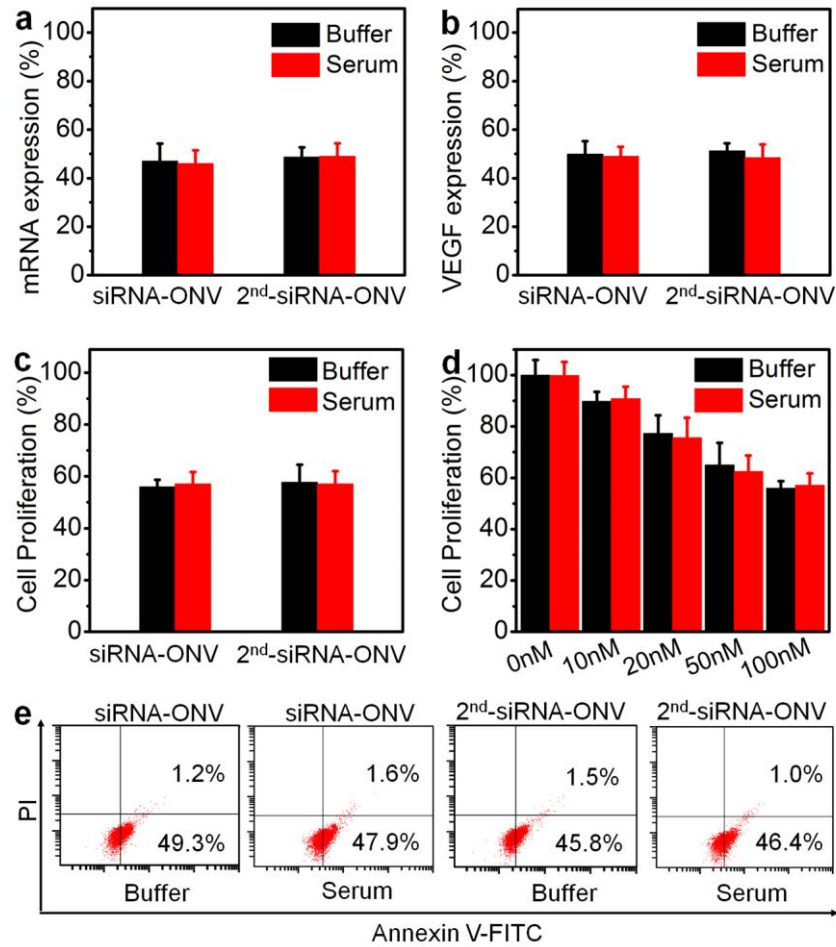 a
mRNA expression (%)
100
80
60
40
20
0
Buffer
Serum
siRNA-ONV 2nd-siRNA-ONV
b
VEGF expression (%)
100
80
60
40
20
0
Buffer
Serum
siRNA-ONV 2nd-siRNA-ONV
c
Cell Proliferation (%)
100
80
60
40
20
0
Buffer
Serum
siRNA-ONV 2nd-siRNA-ONV
d
Cell Proliferation (%)
100
80
60
40
20
0
Buffer
Serum
0nM 10nM 20nM 50nM 100nM
e
siRNA-ONV siRNA-ONV 2nd-siRNA-ONV 2nd-siRNA-ONV
PI
1.2% 1.6% 1.5% 1.0%
49.3% 47.9% 45.8% 46.4%
Buffer Serum Buffer Serum
Annexin V-FITC